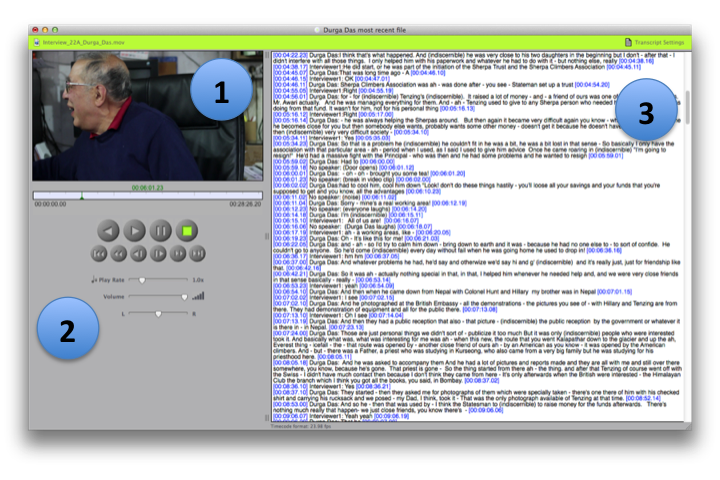 Durga Das most recent file
Interview_22A_Durga_Das.mov
Transcript Settings
1
00:06:01.23
00:00:00.00
00:28:26.20
Play Rate
1.0x
Volume
L
R
2
3
[00:04:22.23] Durga Das:I think that's what happened. And (indiscernible) he was very close to his two daughters in the beginning but I don't - after that - I
didn't interfere with all those things. I only helped him with his paperwork and whatever he had to do with it - but nothing else, really [00:04:38.16]
[00:04:38.17] Interviewer1: He did start, or he was part of the initiation of the Sherpa Trust and the Sherpa Climbers Association [00:04:45.11]
[00:04:45.07] Durga Das:That was long time ago - A [00:04:46.10]
[00:04:46.11] Interviewer1: OK [00:04:47.01]
[00:04:46.11] Durga Das: Sherpa Climbers Association was ah - was done after - you see - Stateman set up a trust [00:04:54.20]
[00:04:55.18] Interviewer1: Right [00:04:55.19]
[00:04:56.01] Durga Das: for - for (indiscernible) Tenzing's (indiscernible). It raised a lot of money - and - a friend of ours was one of
Mr. Awari actually. And he was managing everything for them. And ah - Tenzing used to give to any Sherpa person who needed
doing from that fund. It wasn't for him, not for his personal thing [00:05:16.13]
[00:05:16.12] Interviewer1: Right [00:05:17.00]
[00:05:16.14] Durga Das: - he was always helping the Sherpas around. But then again it became very difficult again you know - wh
he becomes close for you but then somebody else wants, probably wants some other money - doesn't get it because he doesn't have
then (indiscernible) very very difficult society - [00:05:34.10]
[00:05:34.11] Interviewer1: Yes [00:05:35.03]
[00:05:34.23] Durga Das: So that is a problem he (indiscernible) he couldn't fit in he was a bit, he was a bit lost in that sense - So basically I only have the
association with that particular area - ah - period when I used, as I said I used to give him advice. Once he came roaring in (indiscernible) "I'm going to
resign!" He'd had a massive fight with the Principal - who was then and he had some problems and he wanted to resign [00:05:59.01]
[00:05:59.02] Durga Das: Had to [00:06:00.00]
[00:05:59.18] No speaker: (Door opens) [00:06:01.12]
[00:06:00.01] Durga Das: - oh - oh - brought you some tea! [00:06:01.20]
[00:06:01.23] No speaker: (break in video clip) [00:06:02.00]
[00:06:02.02] Durga Das:had to cool him, cool him down "Look! don't do these things hastily - you'll loose all your savings and your funds that you're
supposed to get and you know, all the advantages [00:06:10.23]
[00:06:11.02] No speaker: (noise) [00:06:11.02]
[00:06:11.04] Durga Das: Sorry - mine's a real working area! [00:06:12.19]
[00:06:12.20] No speaker: (everyone laughs) [00:06:14.20]
[00:06:14.18] Durga Das: I'm (indiscernible) [00:06:15.11]
[00:06:15.10] Interviewer1: All of us are! [00:06:16.07]
[00:06:16.06] No speaker: (Durga Das laughs) [00:06:18.07]
[00:06:17.19] Interviewer1: ah - a working areas, like - [00:06:20.05]
[00:06:19.23] Durga Das: Oh - It's like this for me! [00:06:21.03]
[00:06:22.05] Durga Das: and - ah - so I'd try to calm him down - bring down to earth and it was - because he had no one else to - to sort of confide. He
couldn't go to anyone. So he'd come (indiscernible) every day without fail when he was going home he used to drop in! [00:06:36.16]
[00:06:36.17] Interviewer1: hm hm [00:06:37.05]
[00:06:37.00] Durga Das: And whatever problems he had, he'd say and otherwize we'd say hi and g' (indiscernible) and it's really just, just for friendship like
that. [00:06:42.16]
[00:06:42.21] Durga Das: So it was ah - actually nothing special in that, in that, I helped him whenever he needed help and, and we were very close friends
in that sense basically - really - [00:06:53.14]
[00:06:53.23] Interviewer1: yeah [00:06:54.09]
[00:06:54.10] Durga Das: And then when he came down from Nepal with Colonel Hunt and Hillary my brother was in Nepal [00:07:01.15]
[00:07:02.02] Interviewer1: I see [00:07:02.15]
[00:07:02.10] Durga Das: And he photographed at the British Embassy - all the demonstrations - the pictures you see of - with Hillary and Tenzing are from
there. They had demonstration of equipment and all for the public there. [00:07:13.08]
[00:07:13.10] Interviewer1: Oh I see [00:07:14.04]
[00:07:13.19] Durga Das: And then they had a public reception that also - that picture - (indiscernible) the public reception by the government or whatever it
is there - in - in Nepal. [00:07:23.13]
[00:07:24.00] Durga Das: Those are just personal things we didn't sort of - publicize it too much But it was only (indiscernible) people who were interested
took it. And basically what was, what was interesting for me was ah - when this new, the route that you went Kalapathar down to the glacier and up the ah,
Everest thing - icefall - the - that route was opened by - another close friend of ours ah - by an American as you know - it was opened by the American
climbers. And - but - there was a Father, a priest who was studying in Kurseong, who also came from a very big family but he was studying for his
priesthood here. [00:08:05.11]
[00:08:05.18] Durga Das: - and he was asked to accompany them And he had a lot of pictures and reports made and they are all with me and still over there
somewhere, you know, because he's gone. That priest is gone - So the thing started from there ah - the thing, and after that Tenzing of course went off with
the Swiss - I didn't have much contact then because I don't think they came from here - It's only afterwards when the British were interested - the Himalayan
Club the branch which I think you got all the books, you said, in Bombay. [00:08:37.02]
[00:08:36.10] Interviewer1: Yes [00:08:36.21]
[00:08:37.10] Durga Das: They started - then they asked me for photographs of them which were specially taken - there's one there of him with his checked
shirt and carrying his rucksack and we posed - my Dad, I think, took it - That was the only photograph available of Tenzing at that time. [00:08:52.14]
[00:08:53.00] Durga Das: And so he - then that was used by - I think the Statesman to (indiscernible) to raise money for the funds afterwards. There's
nothing much really that happen- we just close friends, you know there's - [00:09:06.06]
[00:09:06.07] Interviewer1: Yeah yeah [00:09:06.19]
Timecode format: 23.98 fps